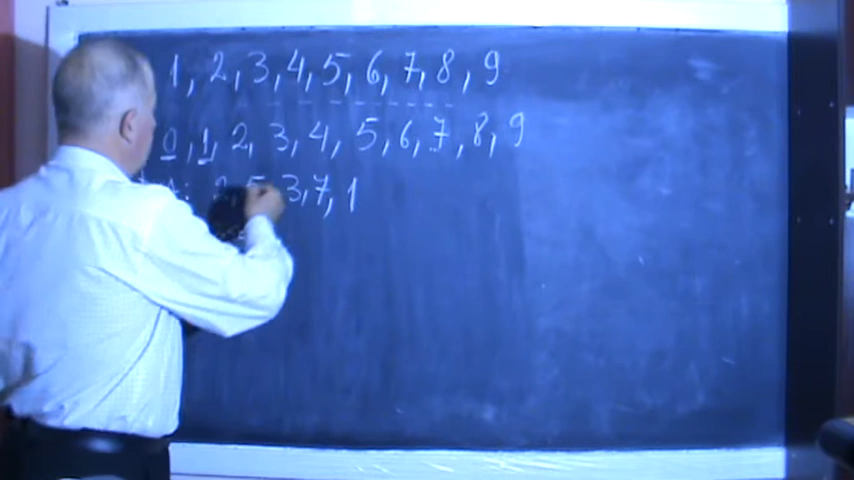 1, 2, 3, 4, 5, 6, 7, 8, 9
0, 1, 2, 3, 4, 5, 6, 7, 8, 9
3, 7, 1